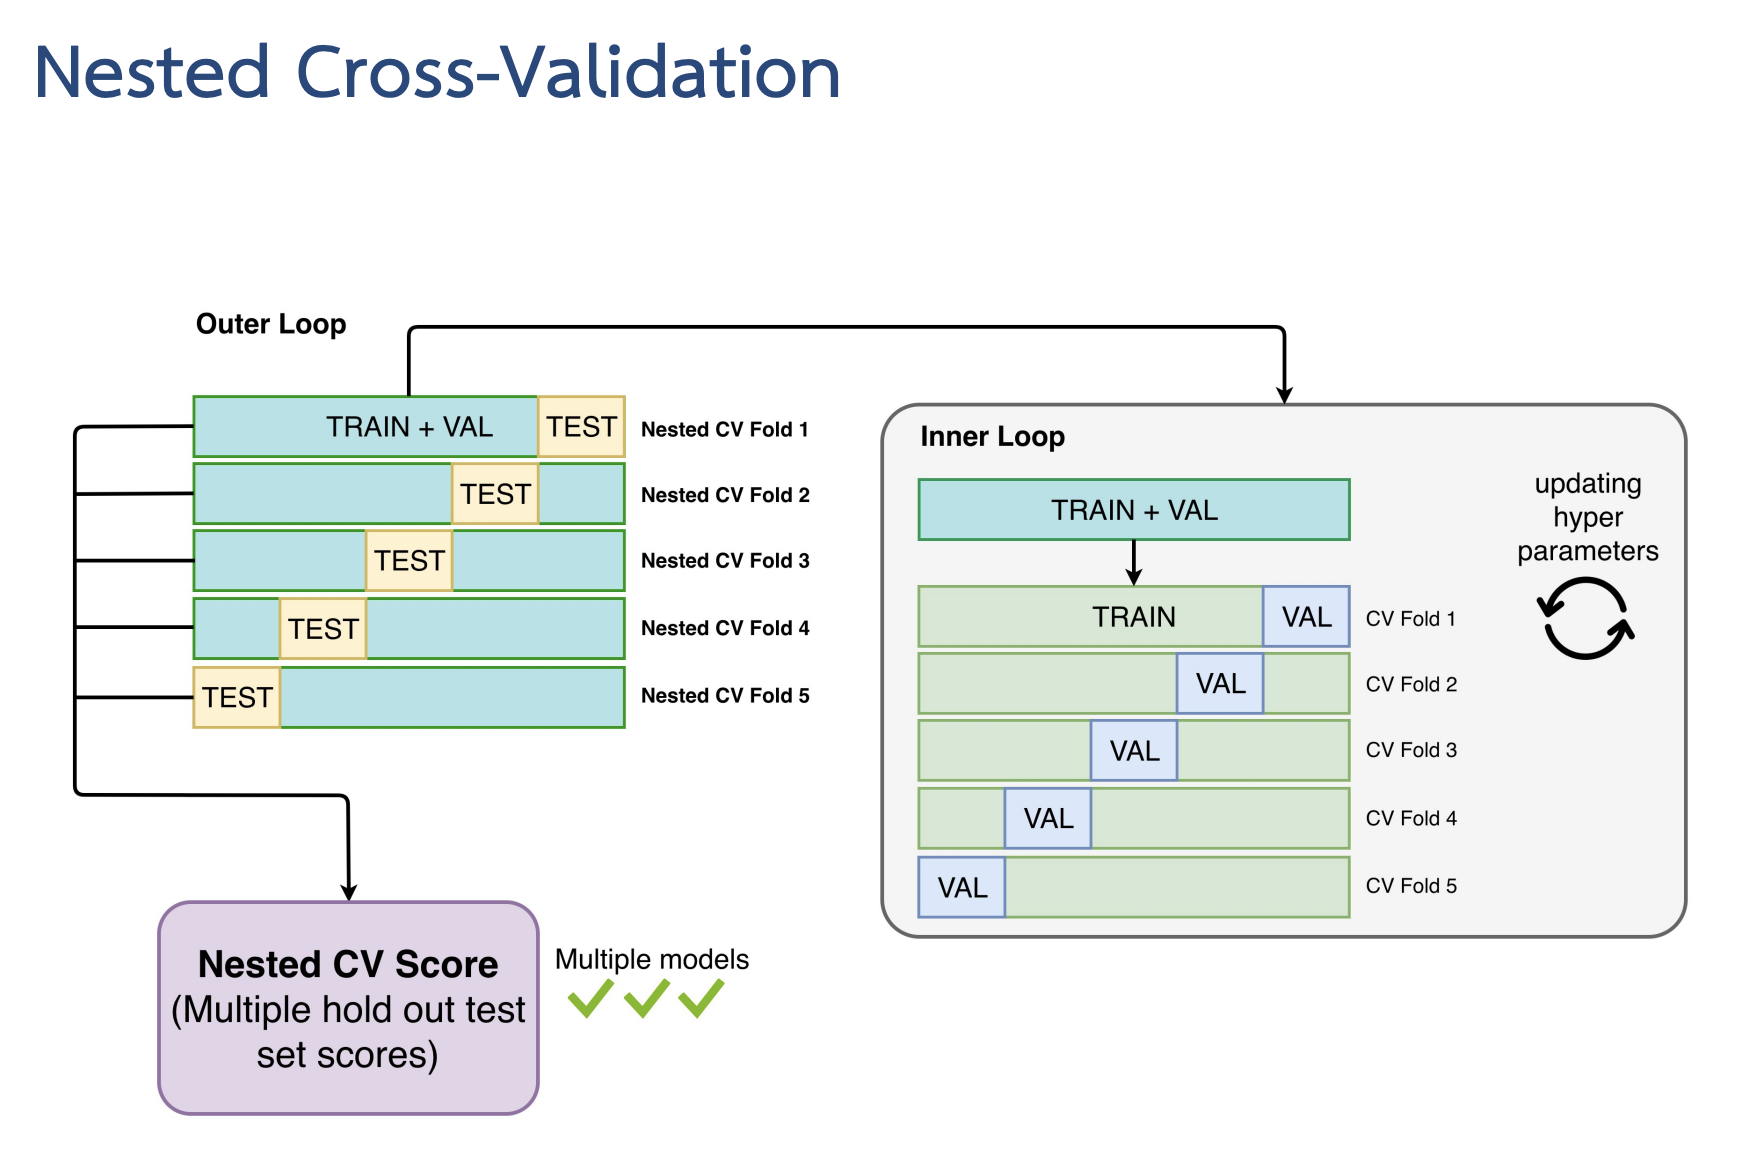 Nested Cross-Validation
Outer Loop
TRAIN + VAL
TEST
Nested CV Fold 1
TEST
Nested CV Fold 2
TEST
Nested CV Fold 3
TEST
Nested CV Fold 4
TEST
Nested CV Fold 5
Nested CV Score
(Multiple hold out test
set scores)
Multiple models
Inner Loop
TRAIN + VAL
TRAIN
VAL
CV Fold 1
VAL
CV Fold 2
VAL
CV Fold 3
VAL
CV Fold 4
VAL
CV Fold 5
updating
hyper
parameters